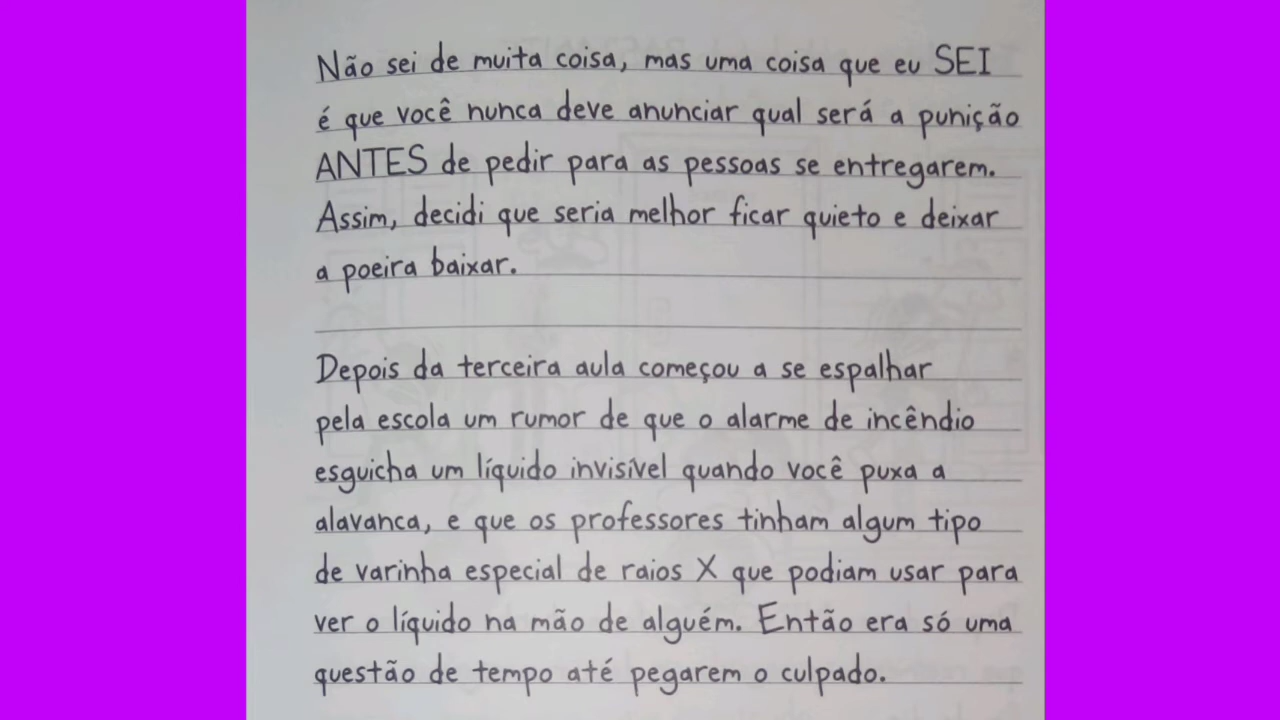 Não sei de muita coisa, mas uma coisa que eu SEI
é que você nunca deve anunciar qual será a punição
ANTES de pedir para as pessoas se entregarem.
Assim, decidi que seria melhor ficar quieto e deixar
a poeira baixar.
Depois da terceira aula começou a se espalhar
pela escola um rumor de que o alarme de incêndio
esguicha um líquido invisível quando você puxa a
alavanca, e que os professores tinham algum tipo
de varinha especial de raios X que podiam usar para
ver o líquido na mão de alguém. Então era só uma
questão de tempo até pegarem o culpado.